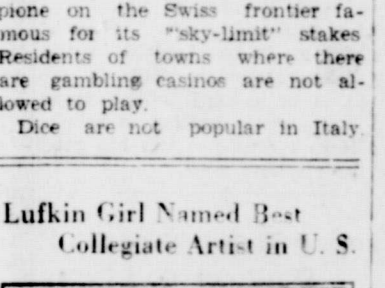 pione on the Swiss frontier fa-
mous for its "sky-limit" stakes
Residents of towns where there
are gambling casinos are not al-
lowed to play.
Dice are not popular in Italy.
Lufkin Girl Named Best
Collegiate Artist in U. S.